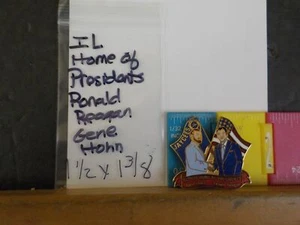 IL
Home of
Presidents
Ronald
Reagan
Gene
Hohn
1 1/2 x 1 3/8